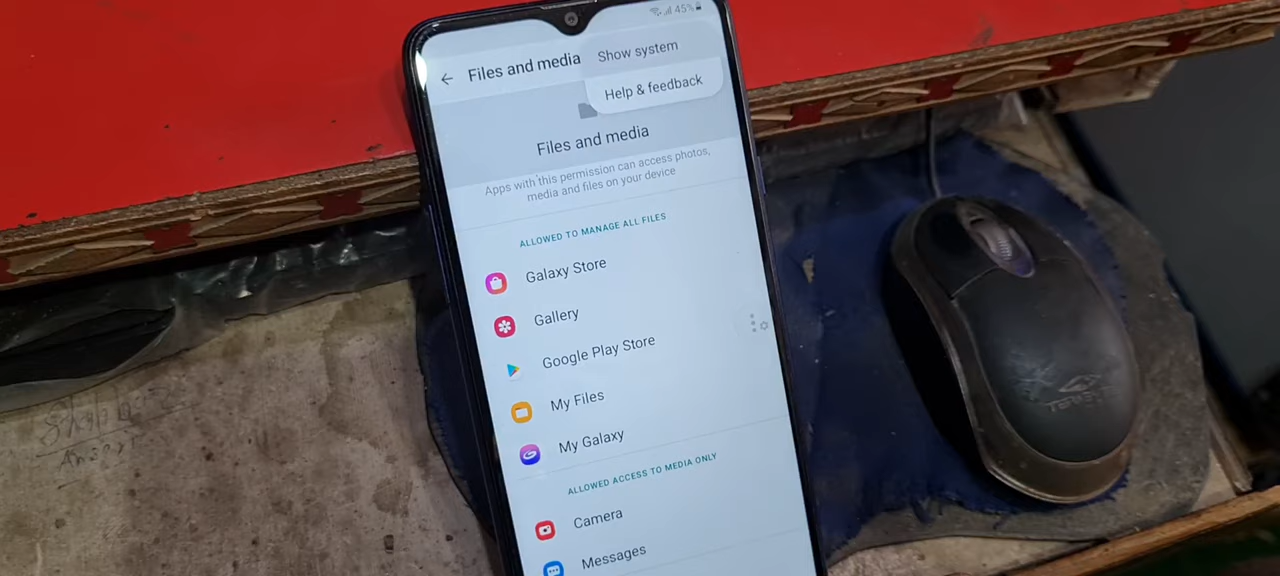 45%
Show system
Files and media
Help & feedback
Files and media
Apps with this permission can access photos,
media and files on your device
ALLOWED TO MANAGE ALL FILES
Galaxy Store
Gallery
Google Play Store
My Files
My Galaxy
ALLOWED ACCESS TO MEDIA ONLY
Camera
Messages